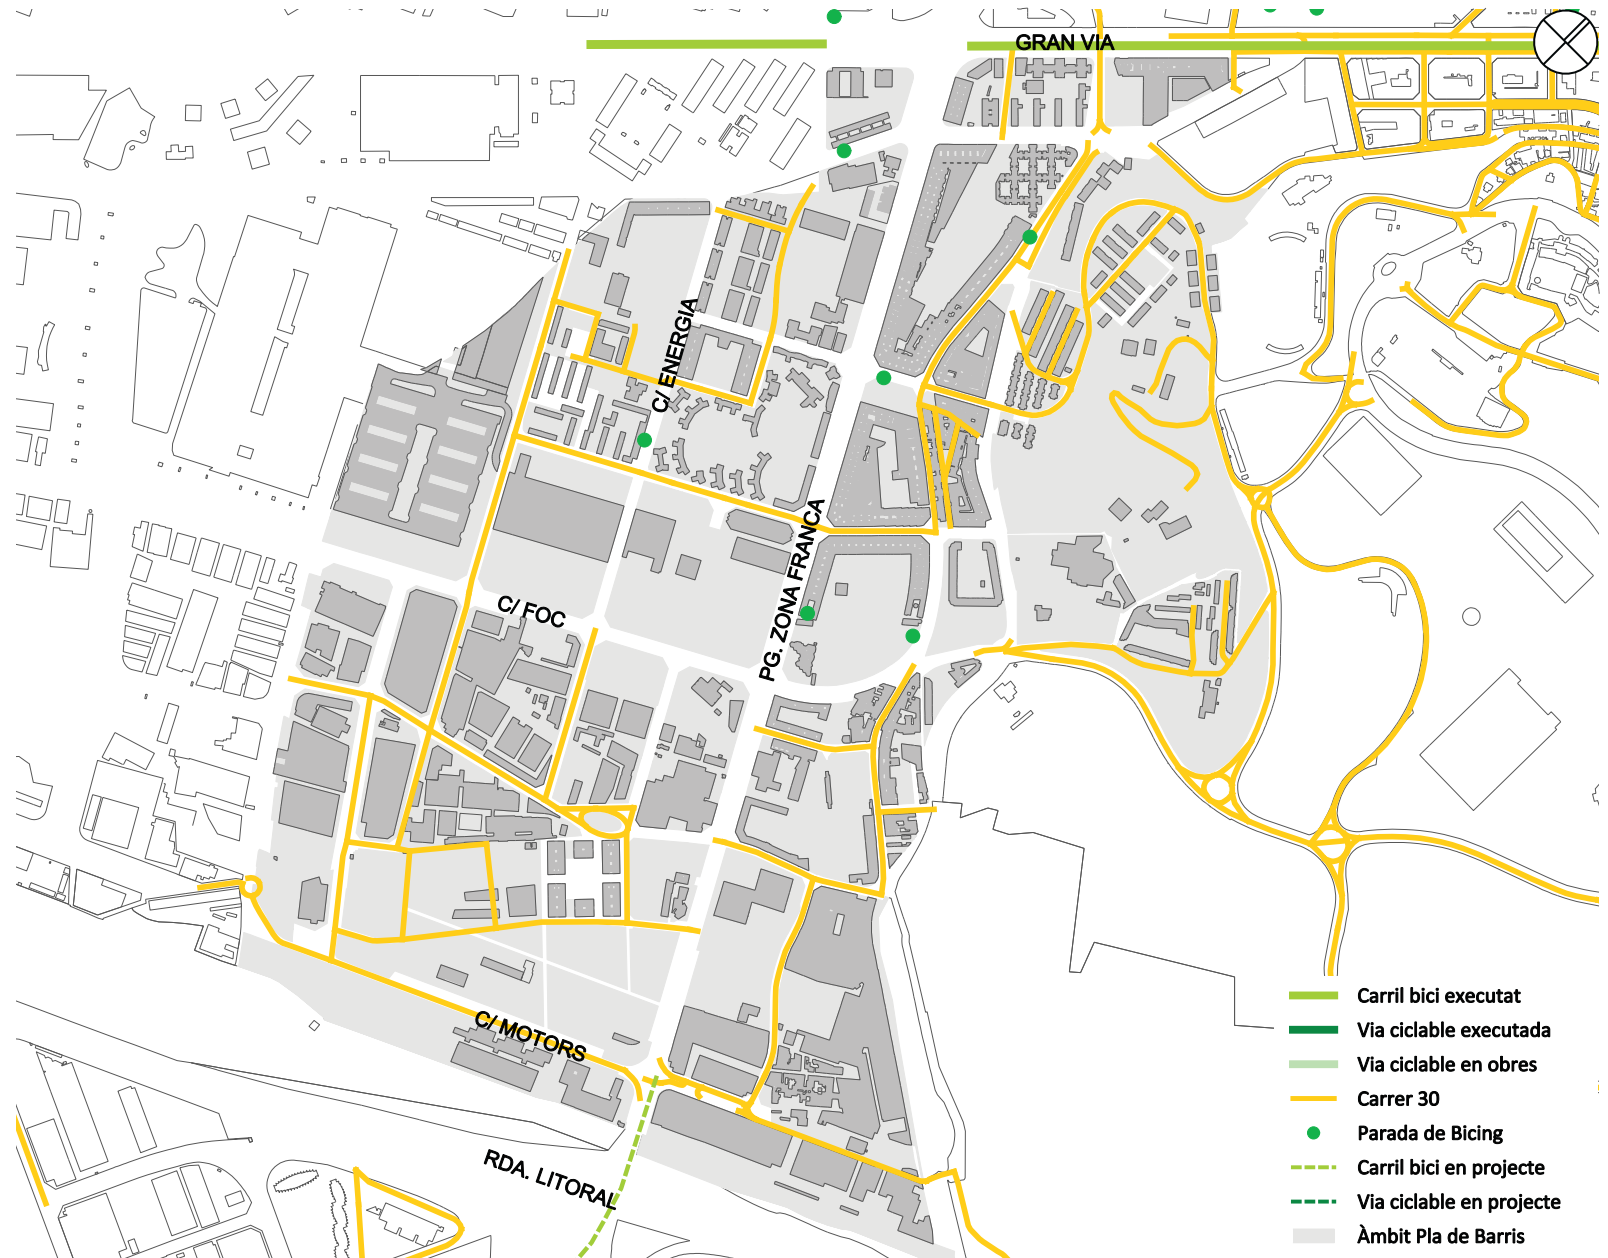 GRAN VIA
C/ ENERGIA
PG. ZONA FRANCA
C/ FOC
C/ MOTORS
RDA. LITORAL
Carril bici executat
Via ciclable executada
Via ciclable en obres
Carrer 30
Parada de Bicing
Carril bici en projecte
Via ciclable en projecte
Àmbit Pla de Barris